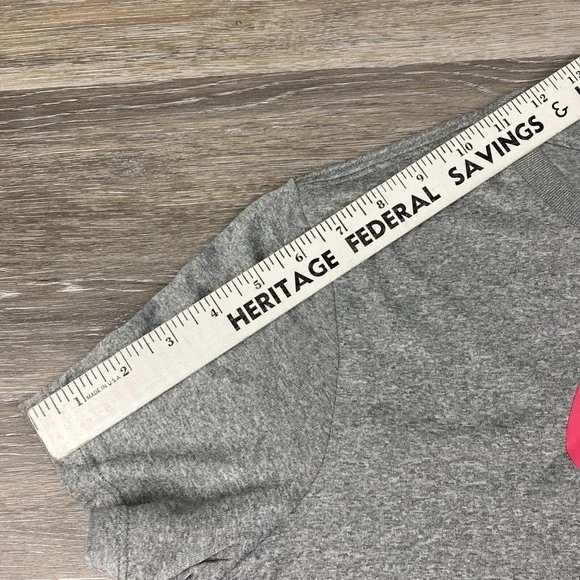 1 2 3 4 5 6 7 8 9 10 11 12
MADE IN U.S.A.
HERITAGE FEDERAL SAVINGS &